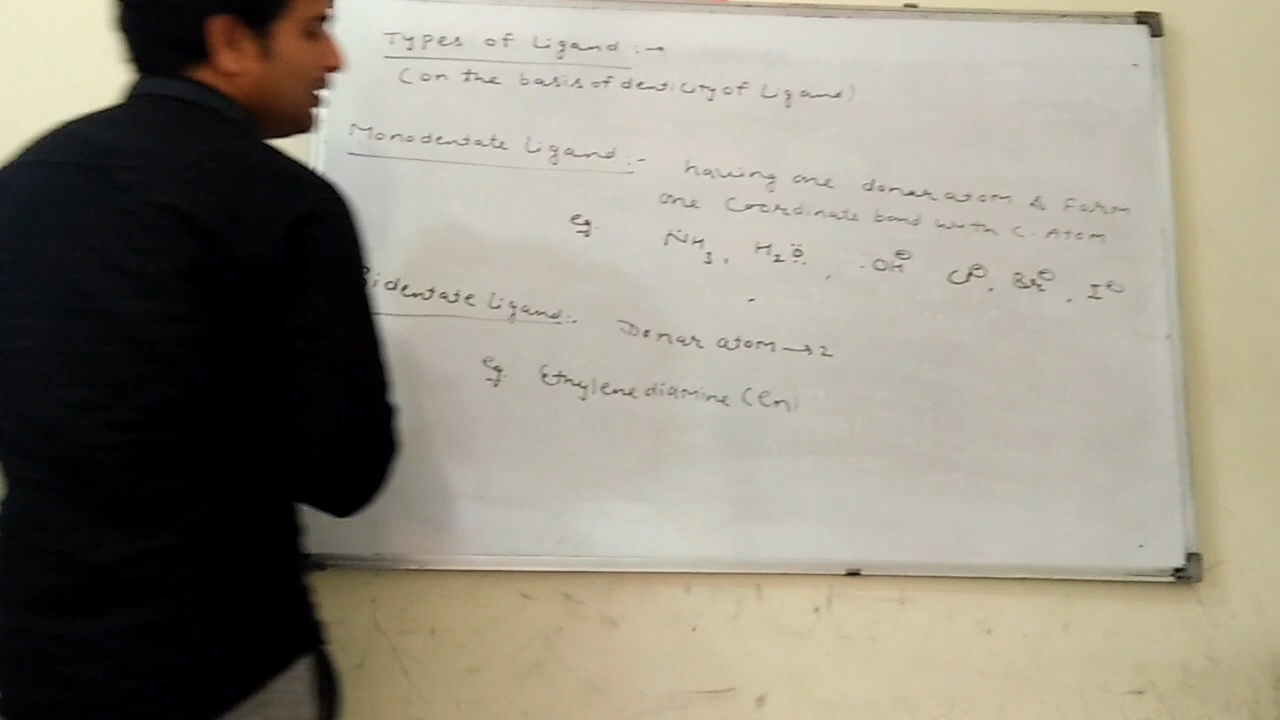 Types of Ligand :→
(on the basis of denticity of Ligand)
Monodentate Ligand :- having one donar atom & form
one Coordinate bond with C. Atom
eg. N̈H₃, H₂Ö:, :OH⊖ Cl⊖, Br⊖, I⊖
Bidentate Ligand:- Donar atom → 2
eg. Ethylenediamine (en)